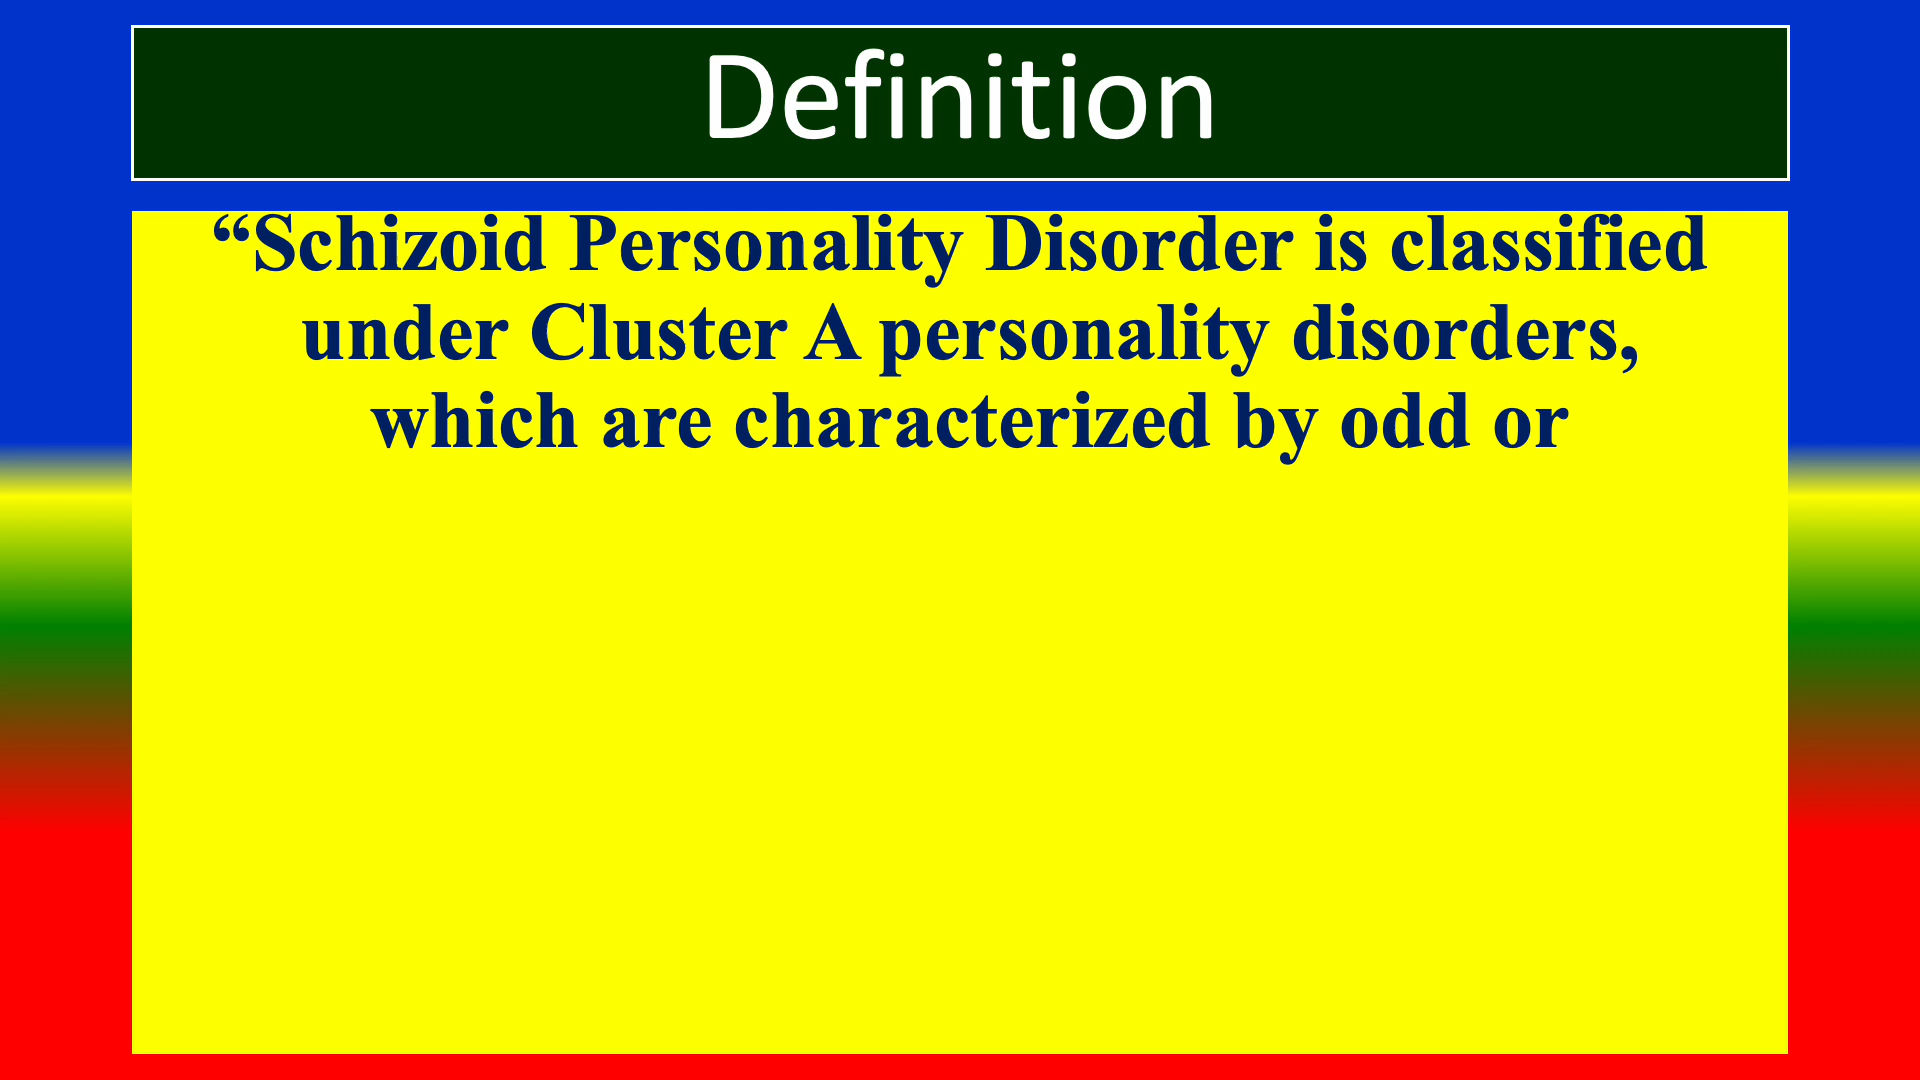 Definition
“Schizoid Personality Disorder is classified
under Cluster A personality disorders,
which are characterized by odd or